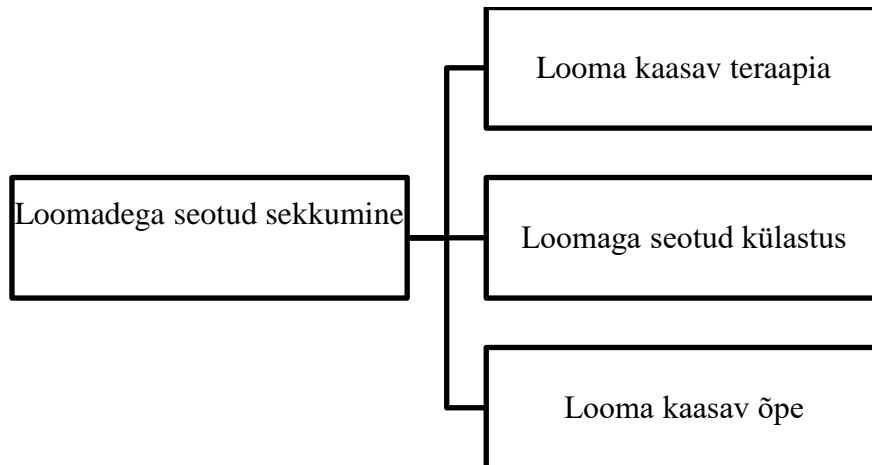 Looma kaasav teraapia
Loomadega seotud sekkumine
Loomaga seotud külastus
Looma kaasav õpe